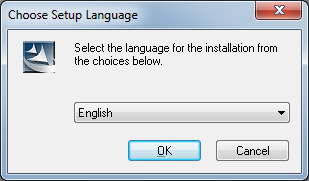 Choose Setup Language
Select the language for the installation from
the choices below.
English
OK
Cancel